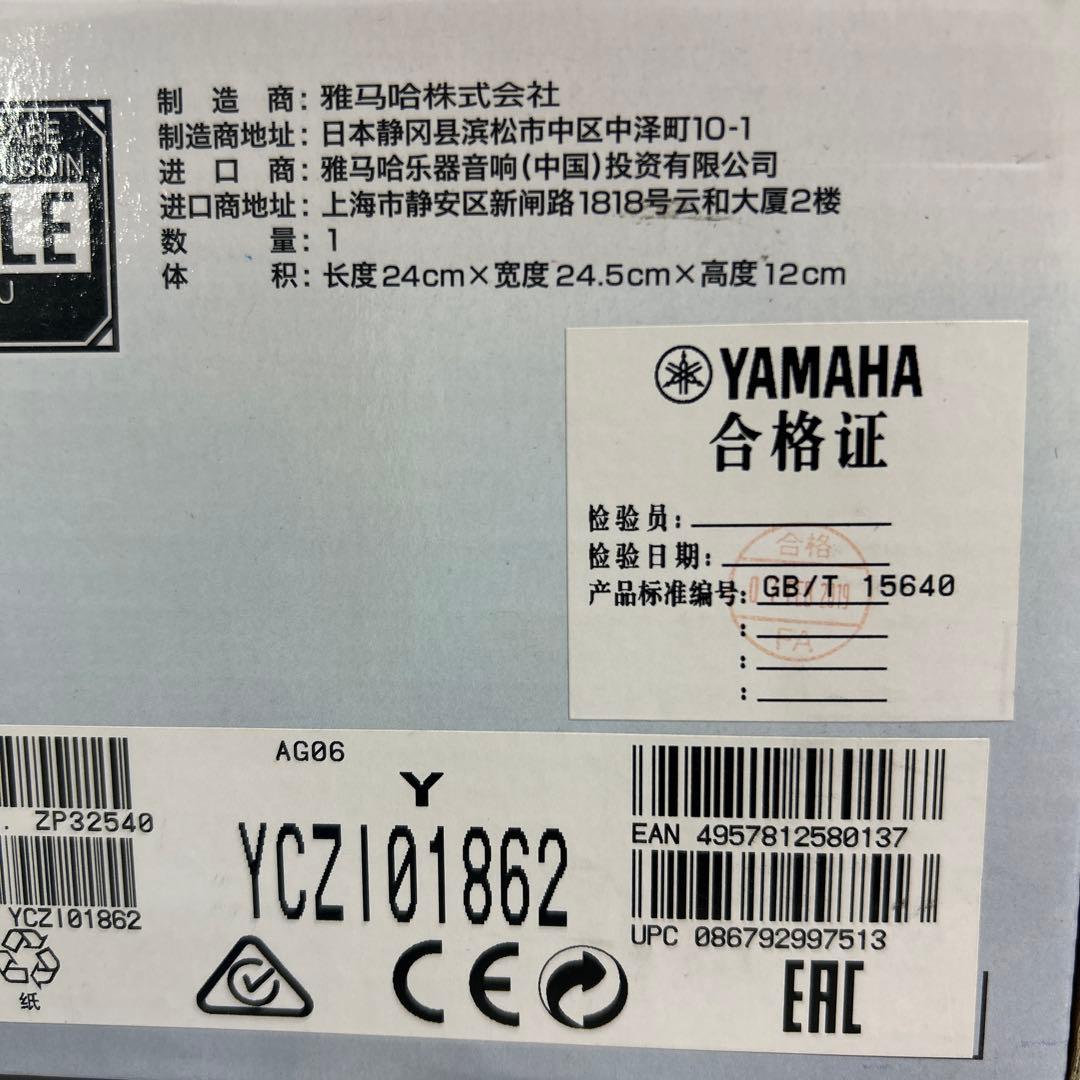 制 造 商: 雅马哈株式会社
制造商地址: 日本静冈县滨松市中区中泽町10-1
进 口 商: 雅马哈乐器音响(中国)投资有限公司
进口商地址: 上海市静安区新闸路1818号云和大厦2楼
数 量: 1
体 积: 长度24cm×宽度24.5cm×高度12cm
LE
U
YAMAHA
合格证
检验员:
检验日期:
合格
产品标准编号: GB/T 15640
FEB 2019
PA
:
:
:
AG06
Y
YCZI01862
. ZP32540
YCZI01862
纸
EAN 4957812580137
UPC 086792997513
CE
EAC